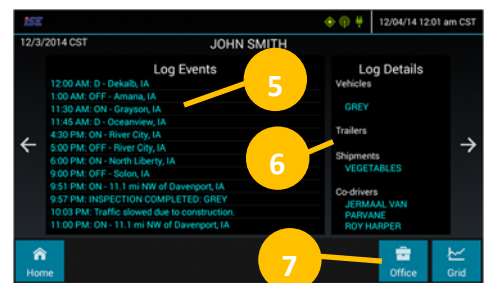 ISE
12/04/14 12:01 am CST
12/3/2014 CST
JOHN SMITH
Log Events
12:00 AM: D - Dekalb, IA
1:00 AM: OFF - Amana, IA
11:30 AM: ON - Grayson, IA
11:45 AM: D - Oceanview, IA
4:30 PM: ON - River City, IA
5:00 PM: OFF - River City, IA
6:00 PM: ON - North Liberty, IA
9:00 PM: OFF - Solon, IA
9:51 PM: ON - 11.1 mi NW of Davenport, IA
9:57 PM: INSPECTION COMPLETED: GREY
10:03 PM: Traffic slowed due to construction.
11:00 PM: ON - 11.1 mi NW of Davenport, IA
5
Log Details
Vehicles
GREY
Trailers
6
Shipments
VEGETABLES
Co-drivers
JERMAAL VAN
PARVANE
ROY HARPER
Home
7
Office
Grid